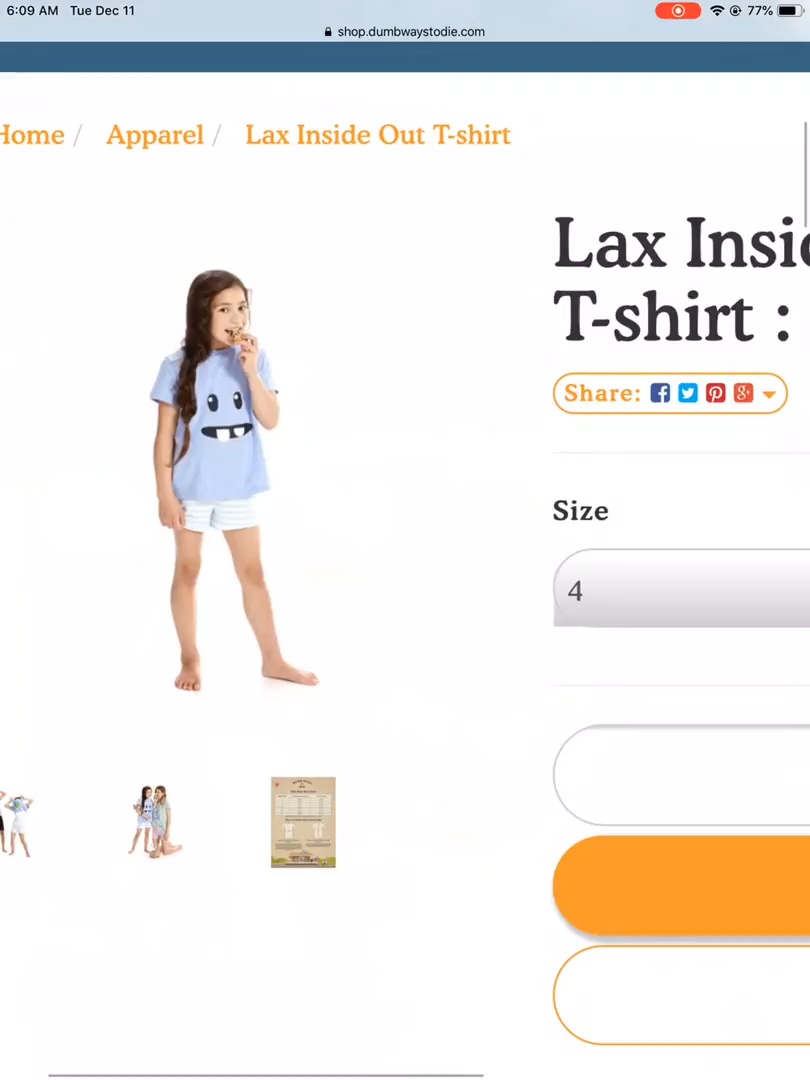 6:09 AM Tue Dec 11
77%
shop.dumbwaystodie.com
Home / Apparel / Lax Inside Out T-shirt
Lax Insi
T-shirt :
Share:
Size
4